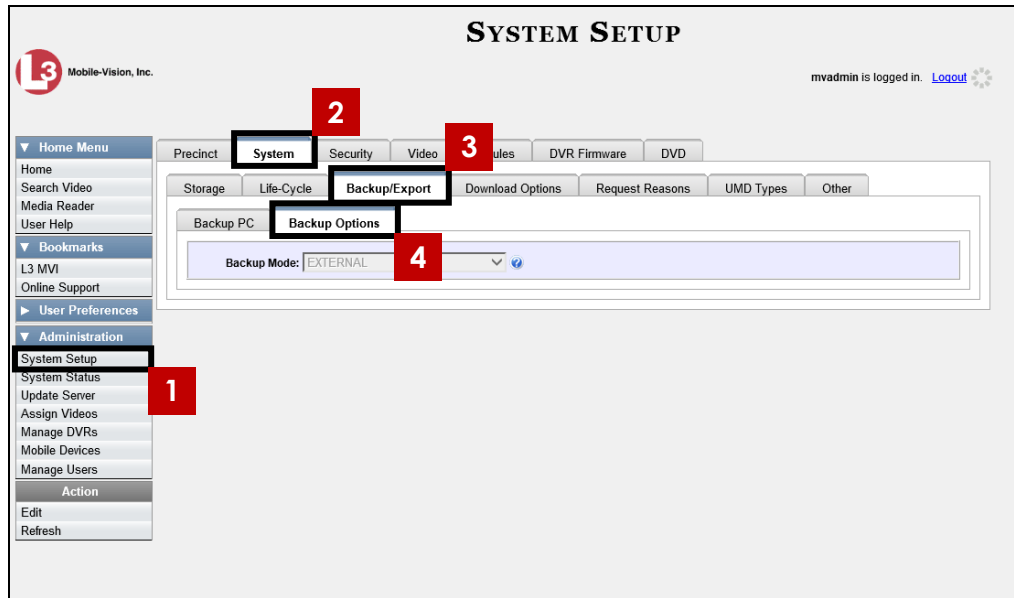 SYSTEM SETUP
L3 Mobile-Vision, Inc.
mvadmin is logged in. Logout
2
▼ Home Menu
Home
Search Video
Media Reader
User Help
▼ Bookmarks
L3 MVI
Online Support
► User Preferences
▼ Administration
System Setup
System Status
Update Server
Assign Videos
Manage DVRs
Mobile Devices
Manage Users
Action
Edit
Refresh
1
Precinct System Security Video ules DVR Firmware DVD
3
Storage Life-Cycle Backup/Export Download Options Request Reasons UMD Types Other
Backup PC Backup Options
4
Backup Mode: EXTERNAL ?